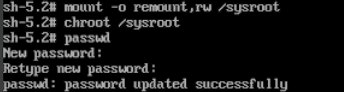 sh-5.2# mount -o remount,rw /sysroot
sh-5.2# chroot /sysroot
sh-5.2# passwd
New password:
Retype new password:
passwd: password updated successfully